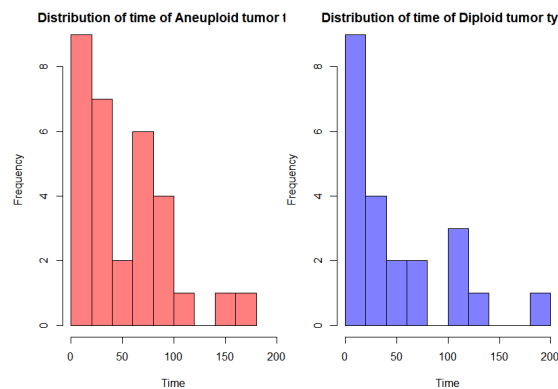 Distribution of time of Aneuploid tumor t
Frequency
0 2 4 6 8
0 50 100 150 200
Time
Distribution of time of Diploid tumor ty
Frequency
0 2 4 6 8
0 50 100 150 200
Time